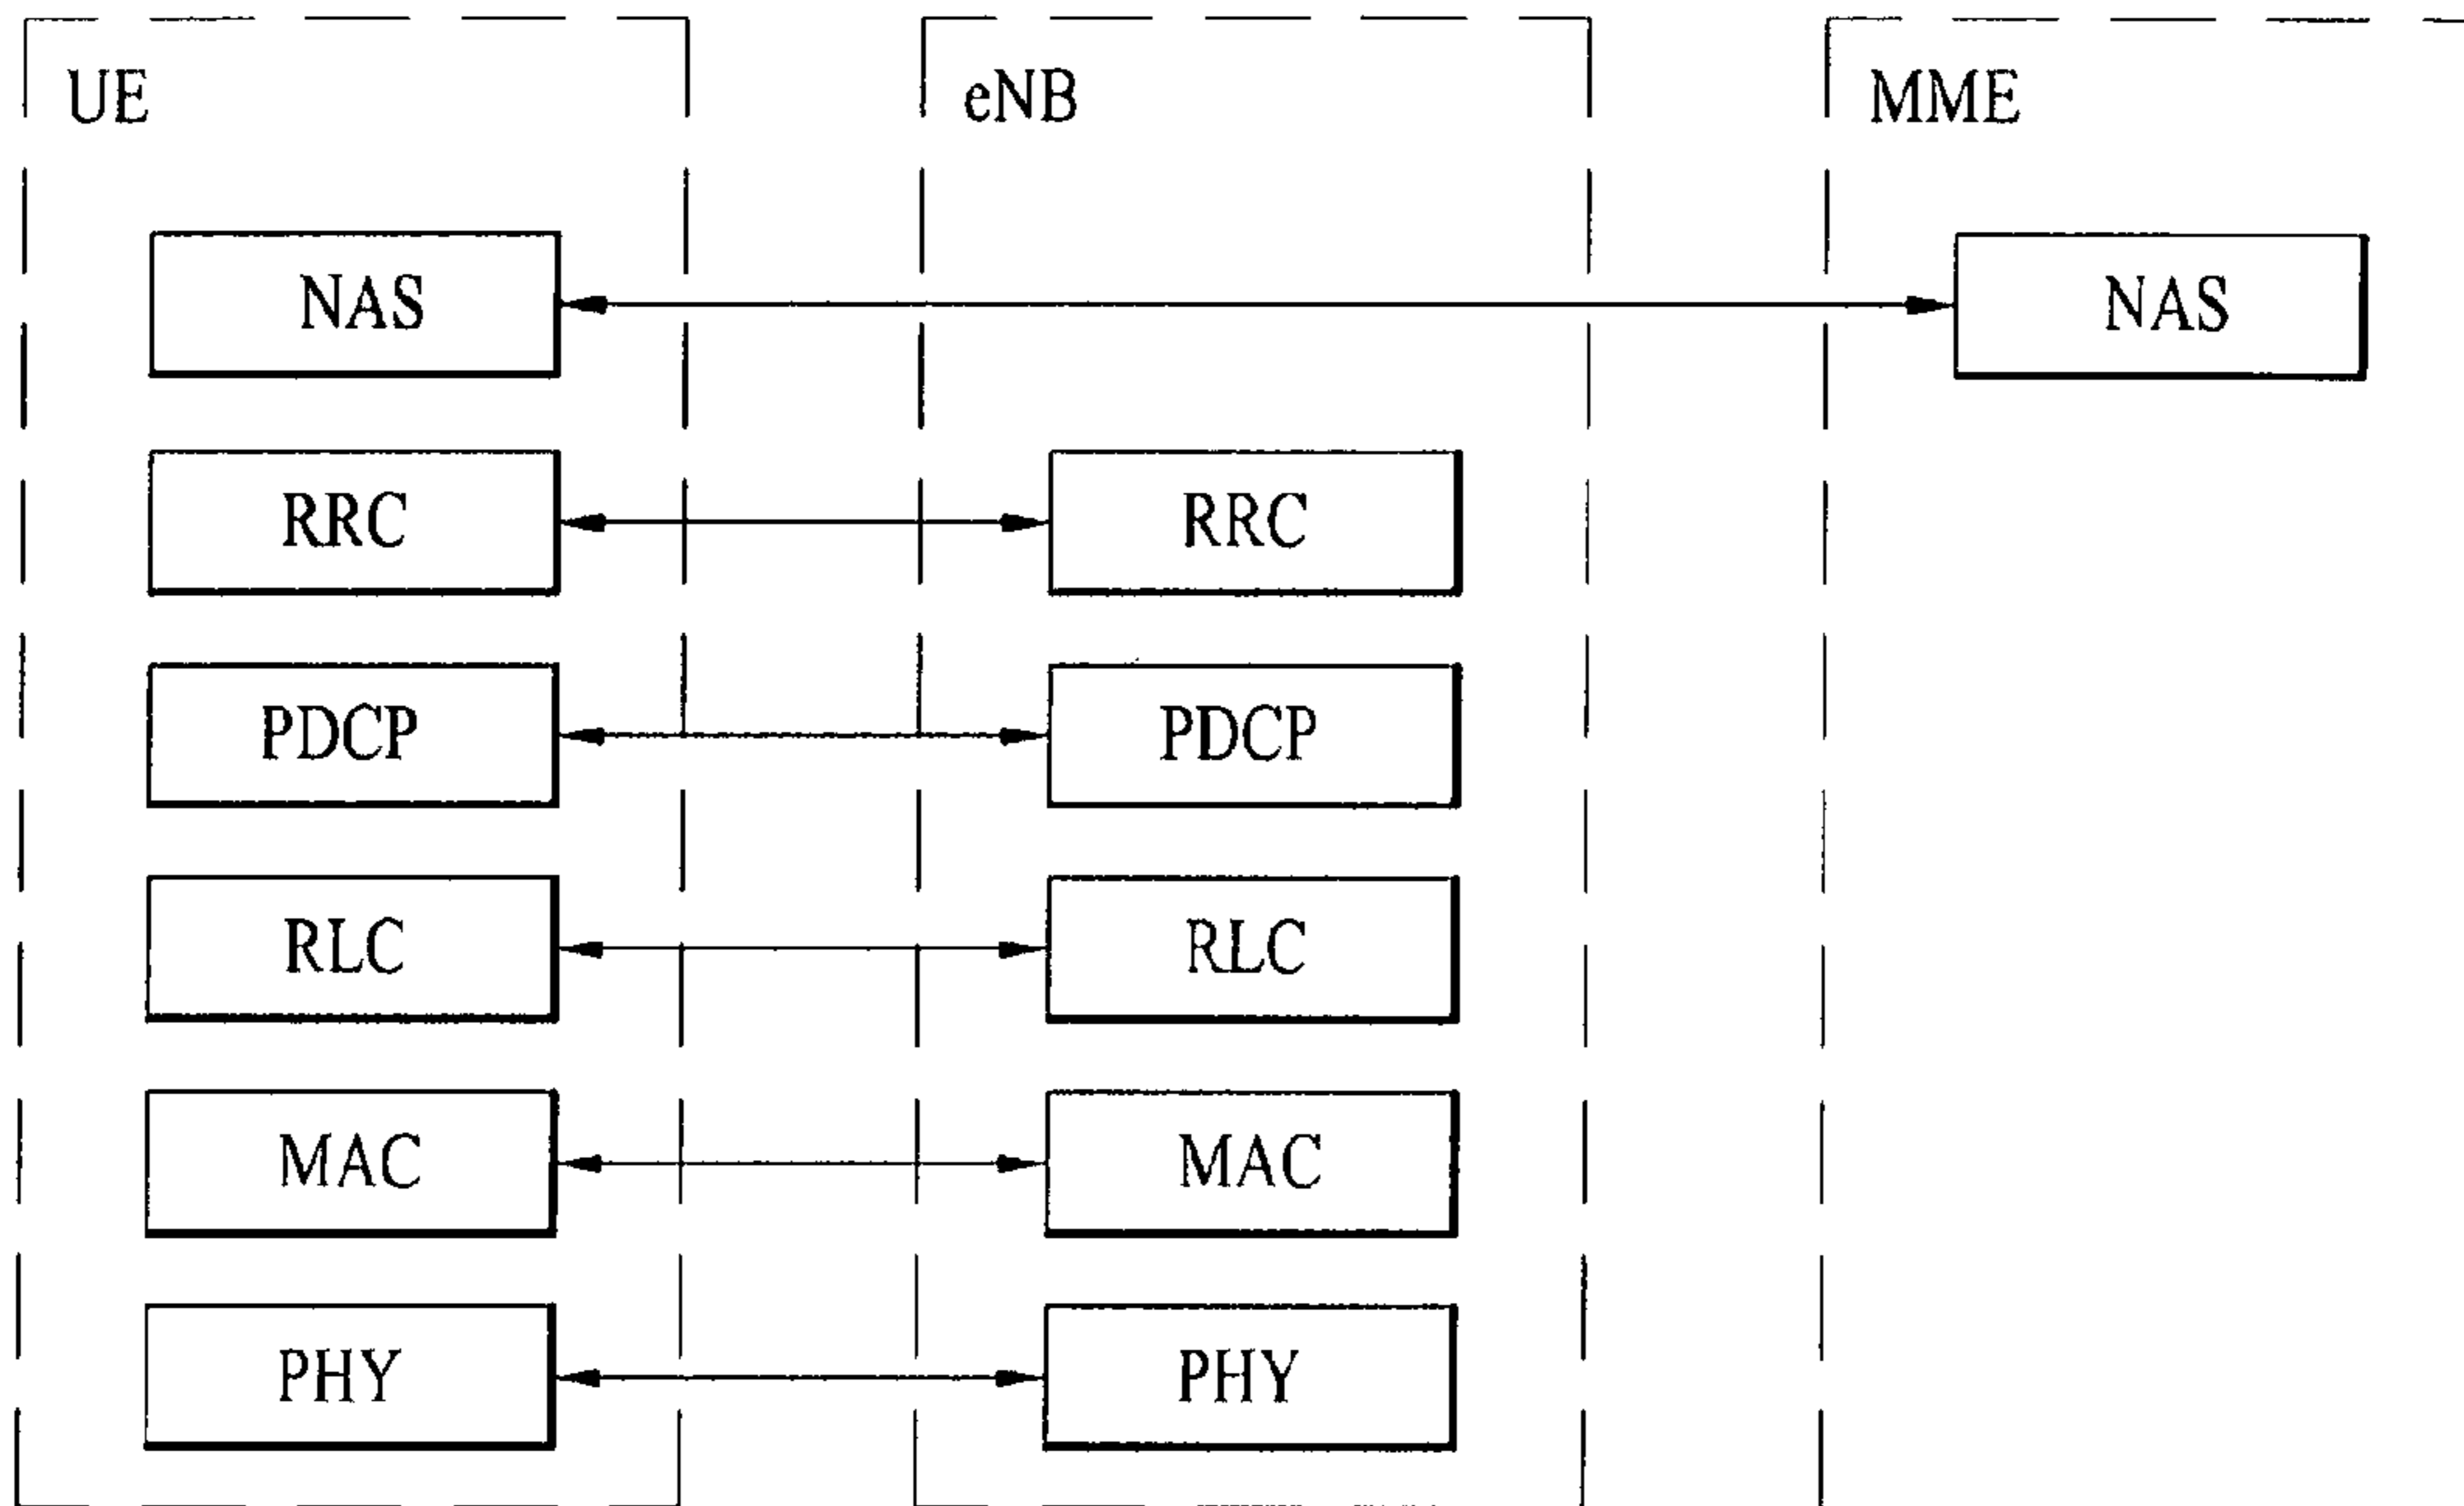 UE eNB MME
NAS NAS
RRC RRC
PDCP PDCP
RLC RLC
MAC MAC
PHY PHY